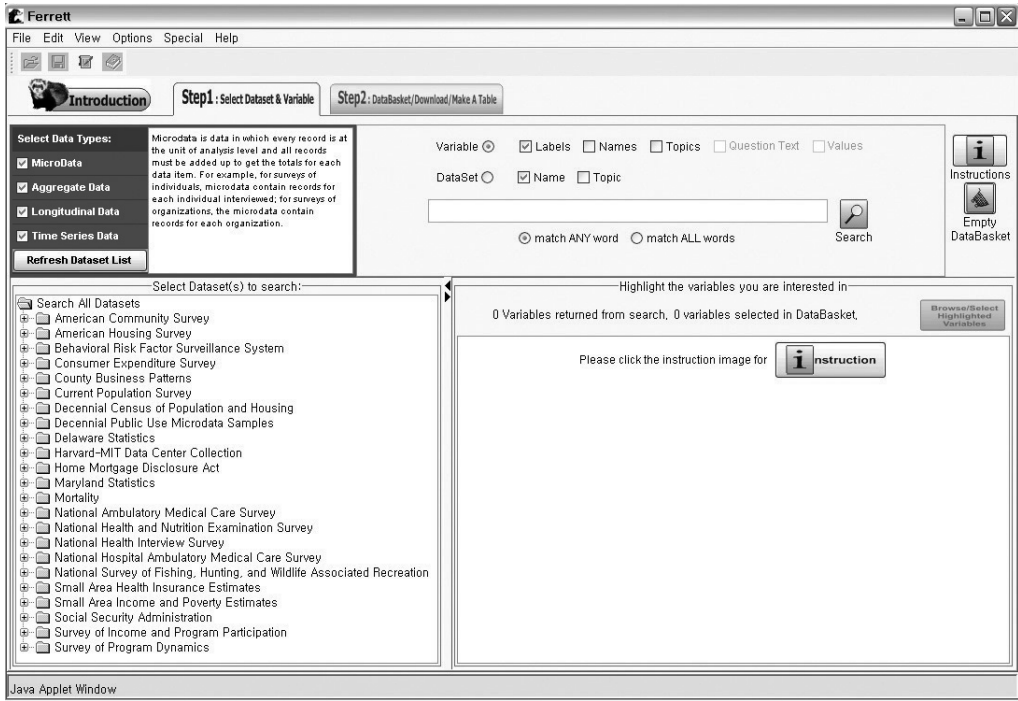 Ferrett
File Edit View Options Special Help
Introduction
Step1 : Select Dataset & Variable
Step2 : DataBasket/Download/Make A Table
Select Data Types:
MicroData
Aggregate Data
Longitudinal Data
Time Series Data
Refresh Dataset List
Microdata is data in which every record is at
the unit of analysis level and all records
must be added up to get the totals for each
data item. For example, for surveys of
individuals, microdata contain records for
each individual interviewed; for surveys of
organizations, the microdata contain
records for each organization.
Variable Labels Names Topics Question Text Values
DataSet Name Topic
match ANY word match ALL words
Search
Instructions
Empty
DataBasket
Select Dataset(s) to search:
Search All Datasets
American Community Survey
American Housing Survey
Behavioral Risk Factor Surveillance System
Consumer Expenditure Survey
County Business Patterns
Current Population Survey
Decennial Census of Population and Housing
Decennial Public Use Microdata Samples
Delaware Statistics
Harvard-MIT Data Center Collection
Home Mortgage Disclosure Act
Maryland Statistics
Mortality
National Ambulatory Medical Care Survey
National Health and Nutrition Examination Survey
National Health Interview Survey
National Hospital Ambulatory Medical Care Survey
National Survey of Fishing, Hunting, and Wildlife Associated Recreation
Small Area Health Insurance Estimates
Small Area Income and Poverty Estimates
Social Security Administration
Survey of Income and Program Participation
Survey of Program Dynamics
Highlight the variables you are interested in
0 Variables returned from search, 0 variables selected in DataBasket,
Browse/Select
Highlighted
Variables
Please click the instruction image for instruction
Java Applet Window